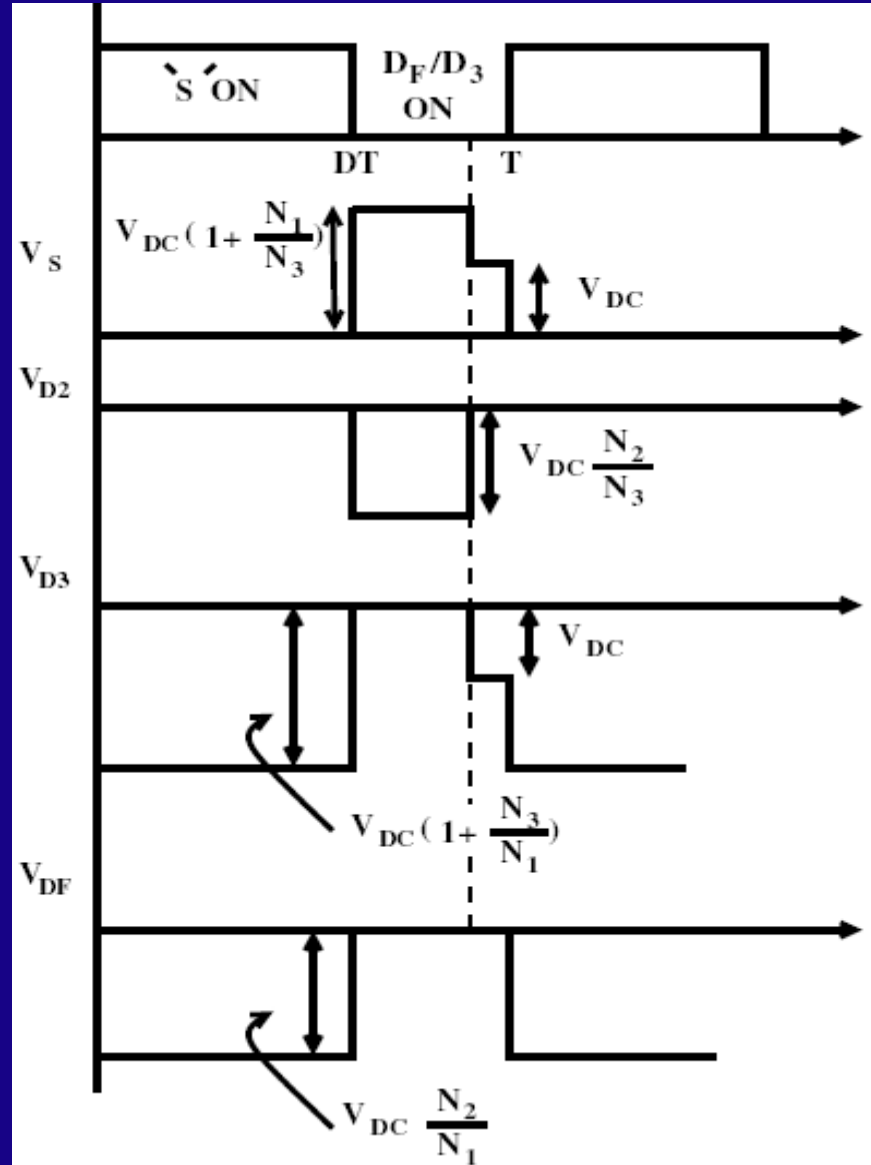 `S´ ON
D_F/D_3
ON
DT
T
V_S
V_DC(1+ N_1/N_3)
V_DC
V_D2
V_DC N_2/N_3
V_D3
V_DC
V_DC(1+ N_3/N_1)
V_DF
V_DC N_2/N_1